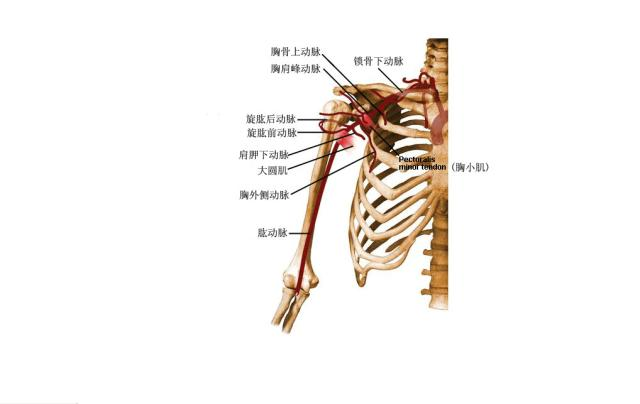 胸骨上动脉
锁骨下动脉
胸肩峰动脉
旋肱后动脉
旋肱前动脉
肩胛下动脉
Pectoralis
minor tendon (胸小肌)
大圆肌
胸外侧动脉
肱动脉